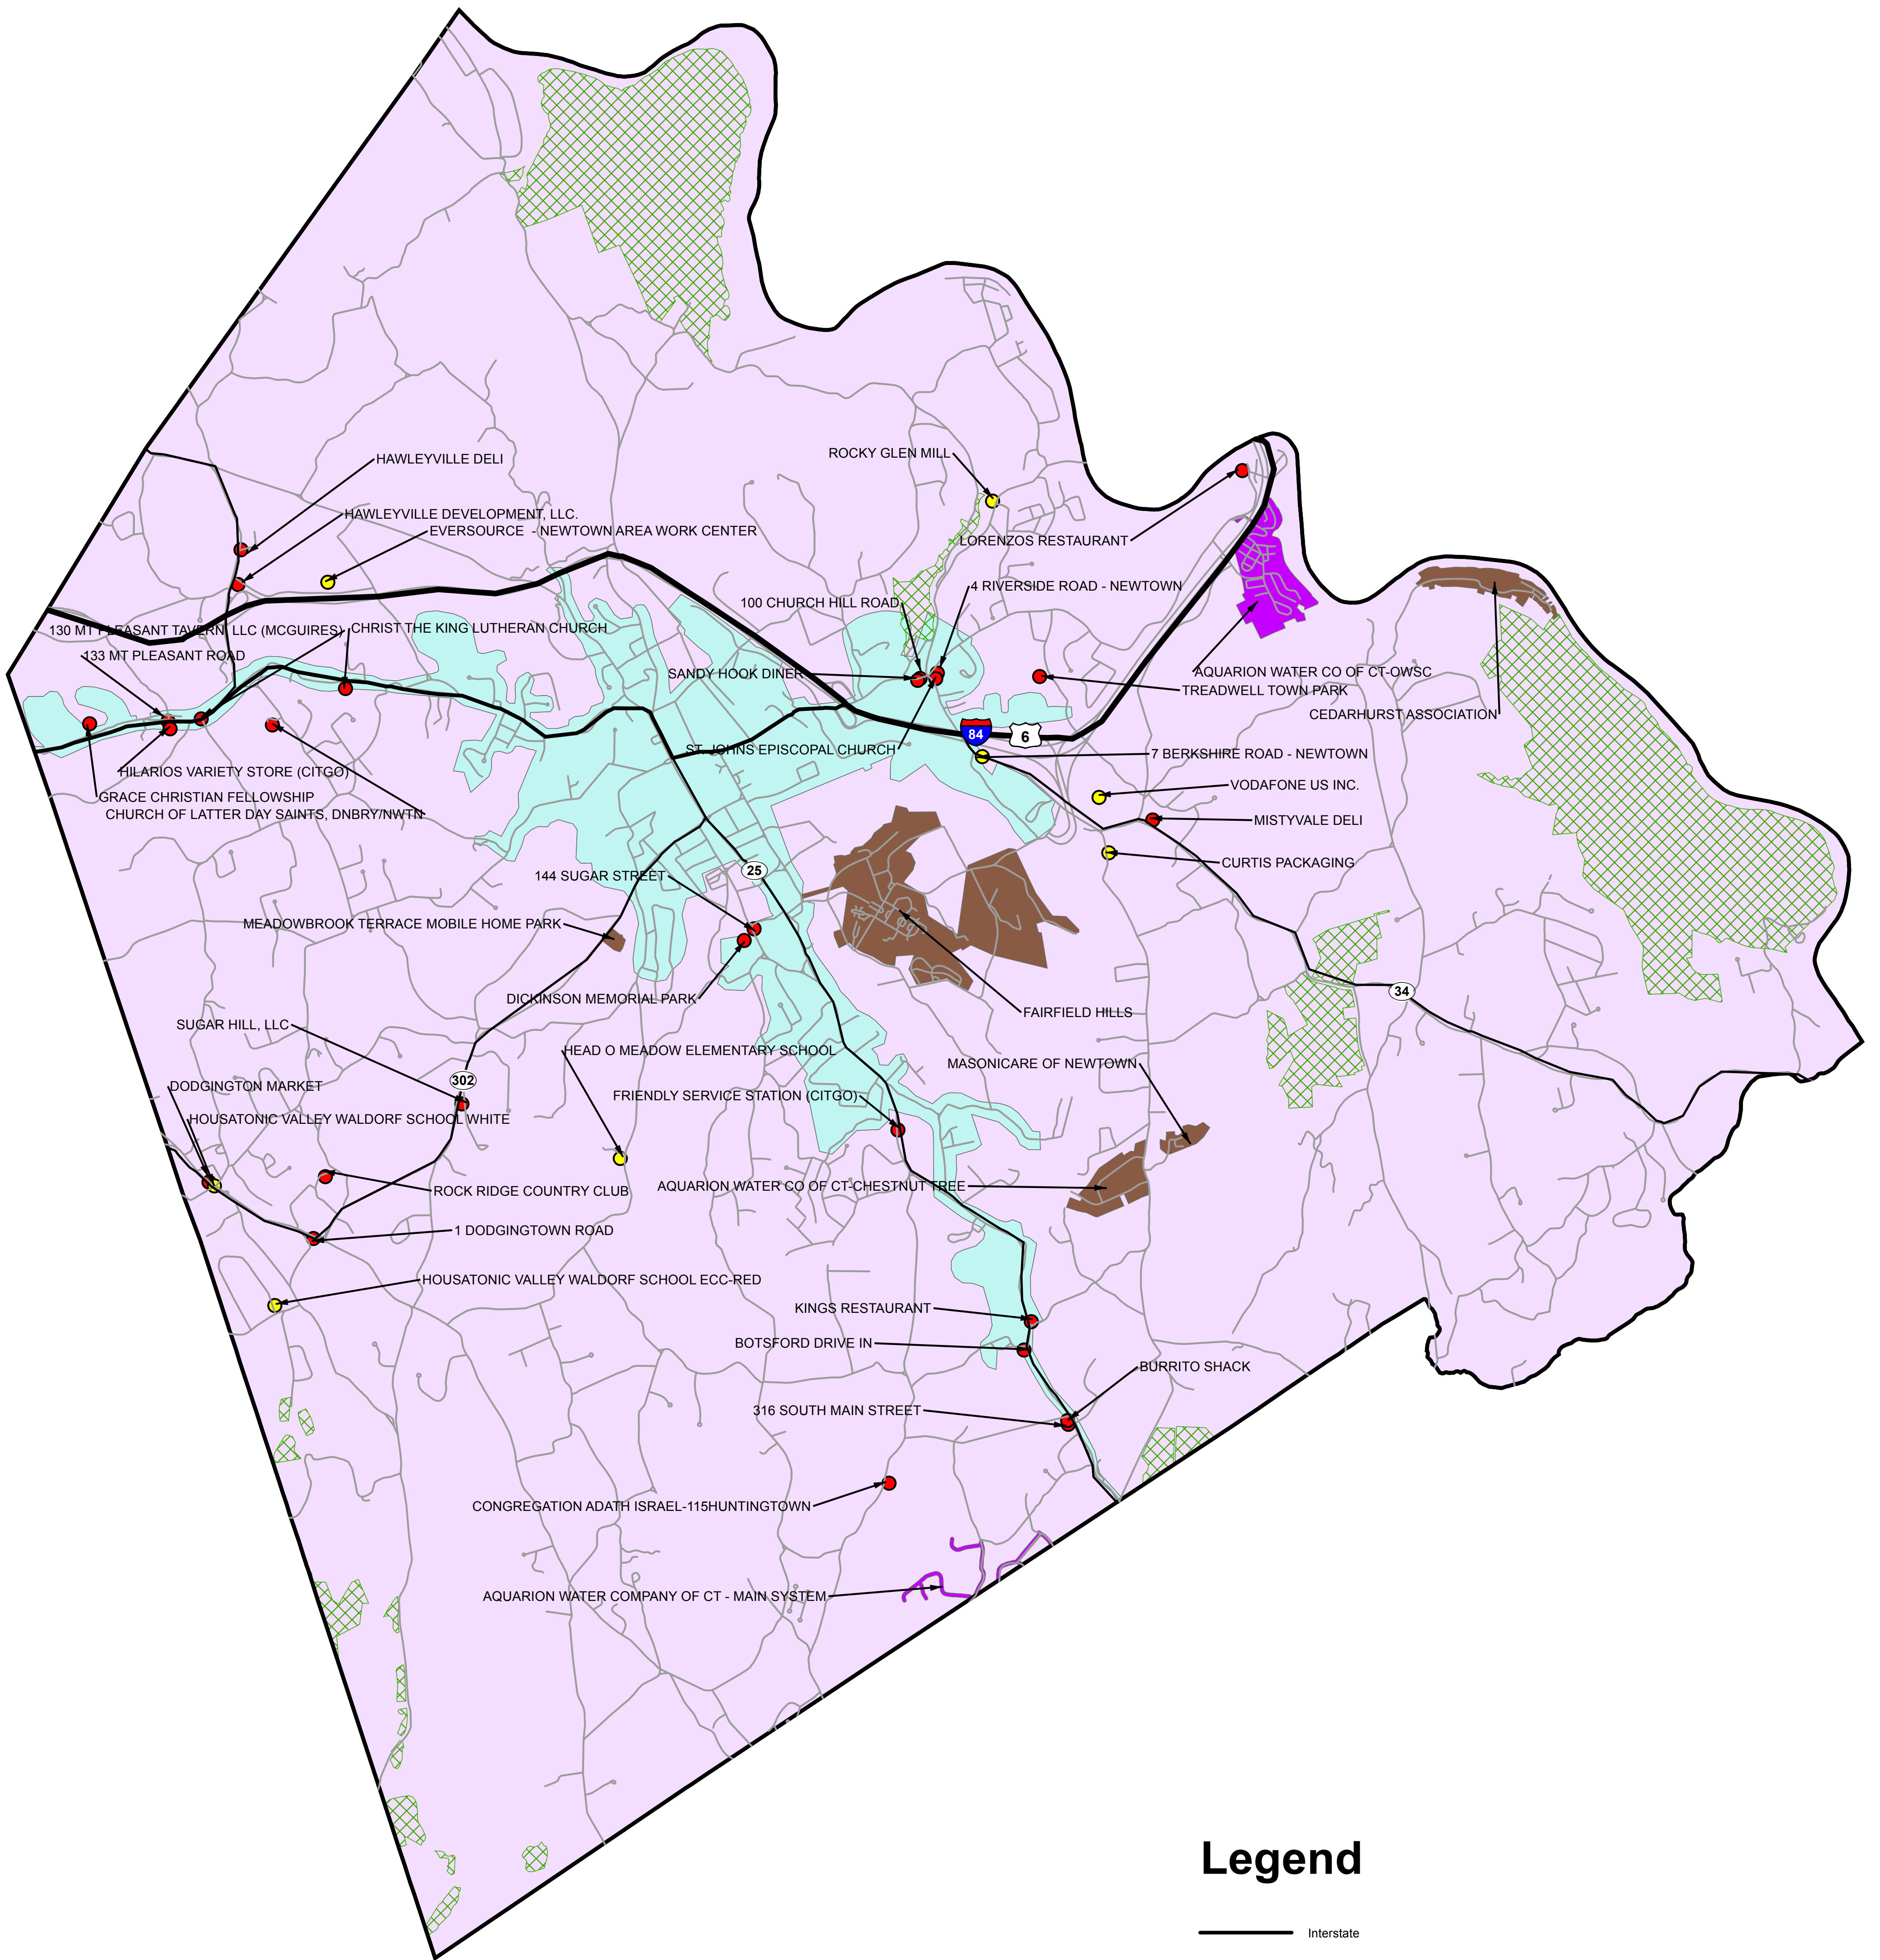 HAWLEYVILLE DELI
ROCKY GLEN MILL
HAWLEYVILLE DEVELOPMENT, LLC.
EVERSOURCE - NEWTOWN AREA WORK CENTER
LORENZOS RESTAURANT
4 RIVERSIDE ROAD - NEWTOWN
100 CHURCH HILL ROAD
130 MT PLEASANT TAVERN, LLC (MCGUIRES)
CHRIST THE KING LUTHERAN CHURCH
133 MT PLEASANT ROAD
SANDY HOOK DINER
AQUARION WATER CO OF CT-OWSC
TREADWELL TOWN PARK
CEDARHURST ASSOCIATION
84
6
ST. JOHNS EPISCOPAL CHURCH
7 BERKSHIRE ROAD - NEWTOWN
HILARIOS VARIETY STORE (CITGO)
VODAFONE US INC.
GRACE CHRISTIAN FELLOWSHIP
CHURCH OF LATTER DAY SAINTS, DNBRY/NWTN
MISTYVALE DELI
CURTIS PACKAGING
25
144 SUGAR STREET
MEADOWBROOK TERRACE MOBILE HOME PARK
34
DICKINSON MEMORIAL PARK
FAIRFIELD HILLS
SUGAR HILL, LLC
HEAD O MEADOW ELEMENTARY SCHOOL
MASONICARE OF NEWTOWN
302
DODGINGTON MARKET
FRIENDLY SERVICE STATION (CITGO)
HOUSATONIC VALLEY WALDORF SCHOOL WHITE
AQUARION WATER CO OF CT-CHESTNUT TREE
ROCK RIDGE COUNTRY CLUB
1 DODGINGTOWN ROAD
HOUSATONIC VALLEY WALDORF SCHOOL ECC-RED
KINGS RESTAURANT
BOTSFORD DRIVE IN
BURRITO SHACK
316 SOUTH MAIN STREET
CONGREGATION ADATH ISRAEL-115HUNTINGTOWN
AQUARION WATER COMPANY OF CT - MAIN SYSTEM
Legend
Interstate